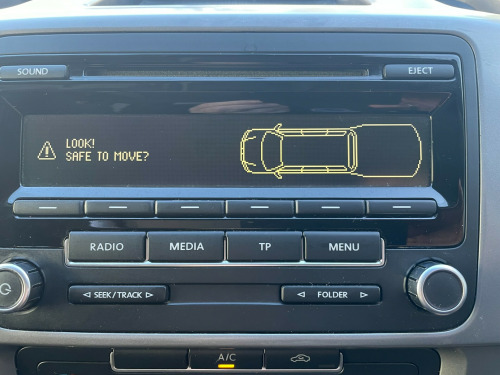 SOUND
EJECT
LOOK!
SAFE TO MOVE?
RADIO
MEDIA
TP
MENU
SEEK/TRACK
FOLDER
A/C